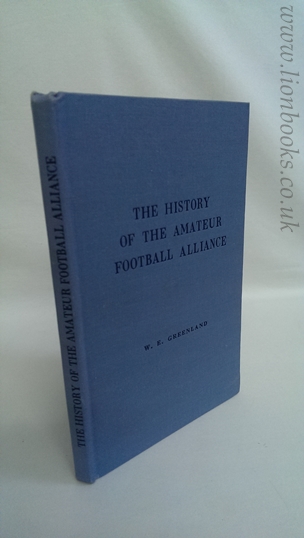 THE HISTORY
OF THE AMATEUR
FOOTBALL ALLIANCE
W. E. GREENLAND
THE HISTORY OF THE AMATEUR FOOTBALL ALLIANCE
www.lionbooks.co.uk